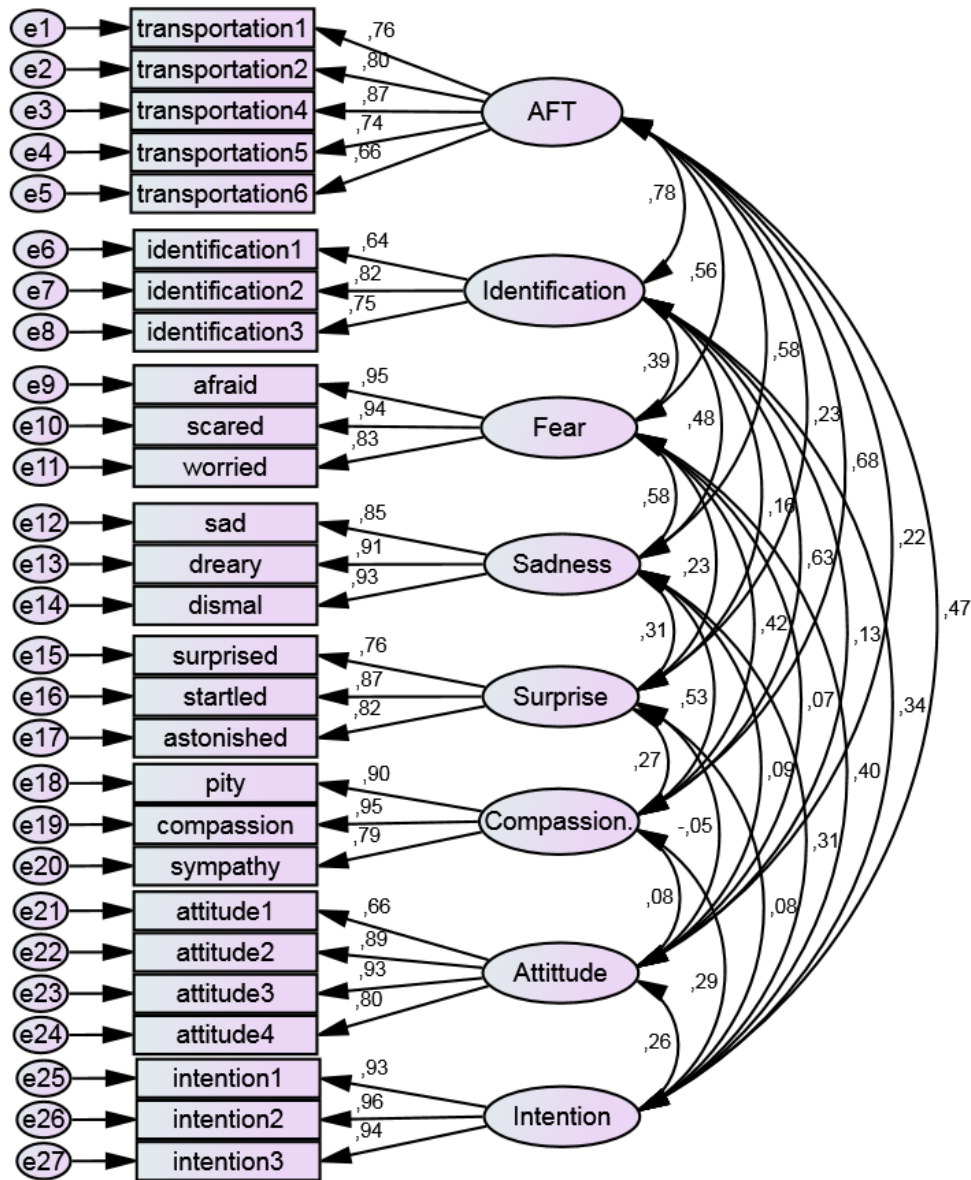 e1 transportation1 ,76
e2 transportation2 ,80 AFT
e3 transportation4 ,87
e4 transportation5 ,74
e5 transportation6 ,66
,78
e6 identification1 ,64
e7 identification2 ,82 Identification ,56
e8 identification3 ,75
,39 ,58
e9 afraid ,95
e10 scared ,94 Fear ,48 ,23
e11 worried ,83 ,68
,58 ,16 ,22
e12 sad ,85
e13 dreary ,91 Sadness ,23 ,63
e14 dismal ,93 ,47
,31 ,42 ,13
e15 surprised ,76
e16 startled ,87 Surprise ,53 ,07 ,34
e17 astonished ,82
,27 ,09 ,40
e18 pity ,90
e19 compassion ,95 Compassion. -,05 ,31
e20 sympathy ,79
,08 ,08
e21 attitude1 ,66
e22 attitude2 ,89
e23 attitude3 ,93 Attittude ,29
e24 attitude4 ,80
,26
e25 intention1 ,93
e26 intention2 ,96 Intention
e27 intention3 ,94